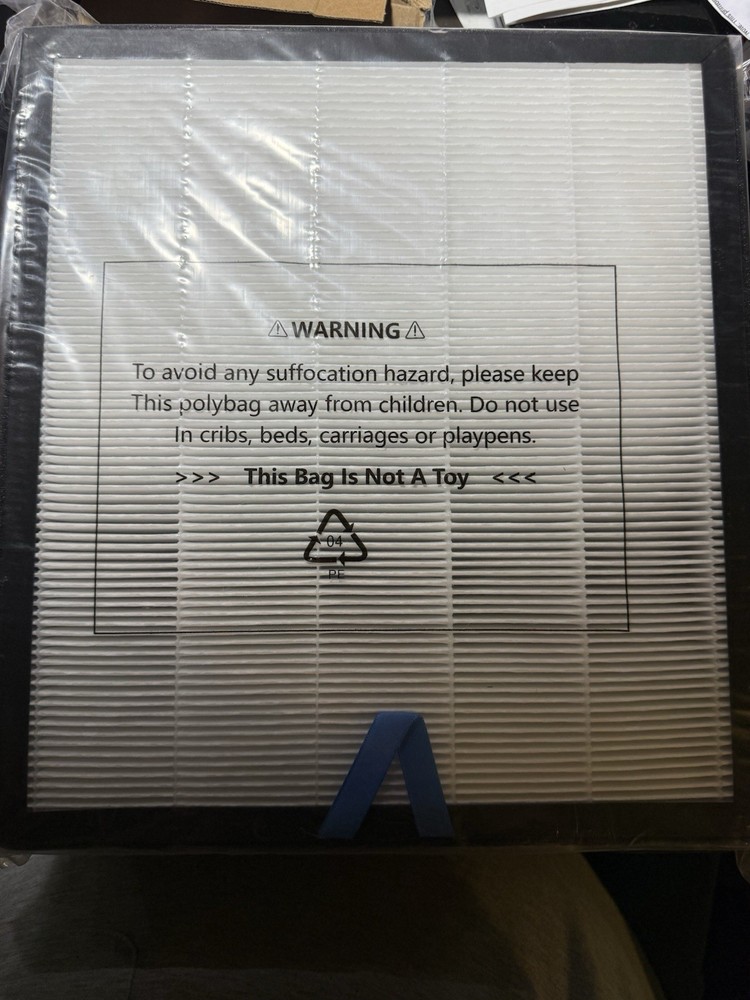 ⚠ WARNING ⚠
To avoid any suffocation hazard, please keep
This polybag away from children. Do not use
In cribs, beds, carriages or playpens.
>>> This Bag Is Not A Toy <<<
04
PE